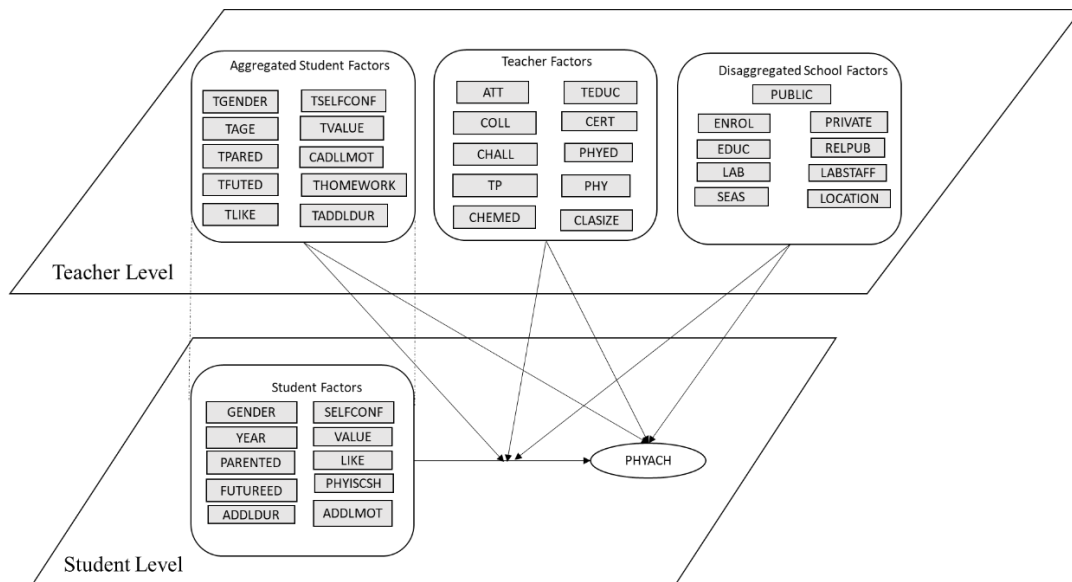 Aggregated Student Factors
TGENDER
TSELFCONF
TAGE
TVALUE
TPARED
CADLLMOT
TFUTED
THOMEWORK
TLIKE
TADDLDUR
Teacher Factors
ATT
TEDUC
COLL
CERT
CHALL
PHYED
TP
PHY
CHEMED
CLASIZE
Disaggregated School Factors
PUBLIC
ENROL
PRIVATE
EDUC
RELPUB
LAB
LABSTAFF
SEAS
LOCATION
Teacher Level
Student Factors
GENDER
SELFCONF
YEAR
VALUE
PARENTED
LIKE
FUTUREED
PHYISCSH
ADDLDUR
ADDLMOT
PHYACH
Student Level